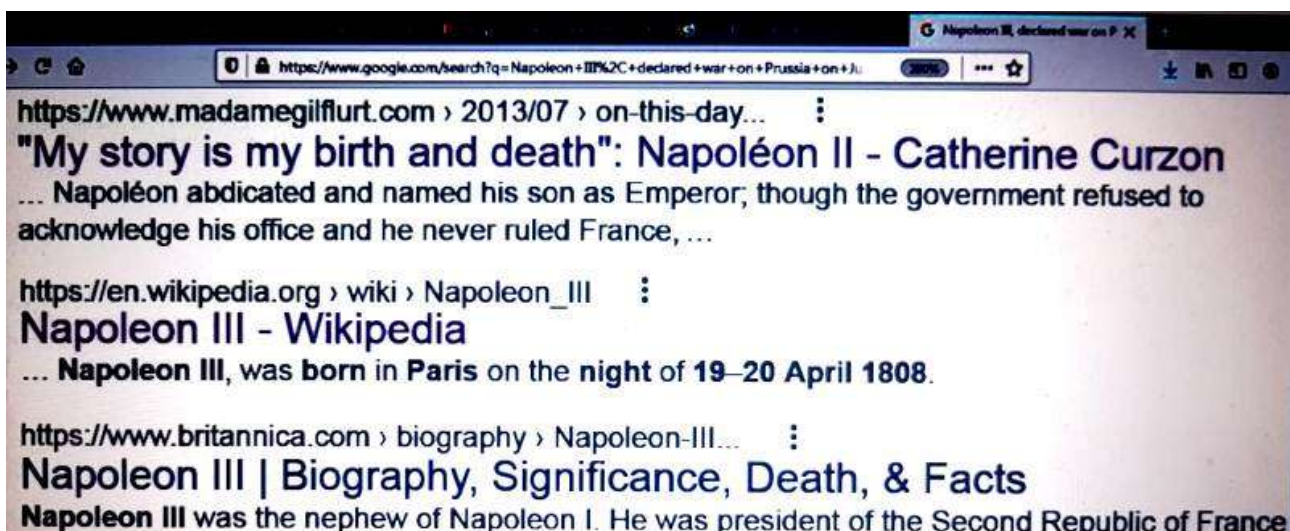 G Napoleon III, declared war on P X
https://www.google.com/search?q=Napoleon+III%2C+declared+war+on+Prussia+on+Ju
https://www.madamegilflurt.com › 2013/07 › on-this-day...
"My story is my birth and death": Napoléon II - Catherine Curzon
... Napoléon abdicated and named his son as Emperor; though the government refused to
acknowledge his office and he never ruled France, ...
https://en.wikipedia.org › wiki › Napoleon_III
Napoleon III - Wikipedia
... Napoleon III, was born in Paris on the night of 19–20 April 1808.
https://www.britannica.com › biography › Napoleon-III...
Napoleon III | Biography, Significance, Death, & Facts
Napoleon III was the nephew of Napoleon I. He was president of the Second Republic of France